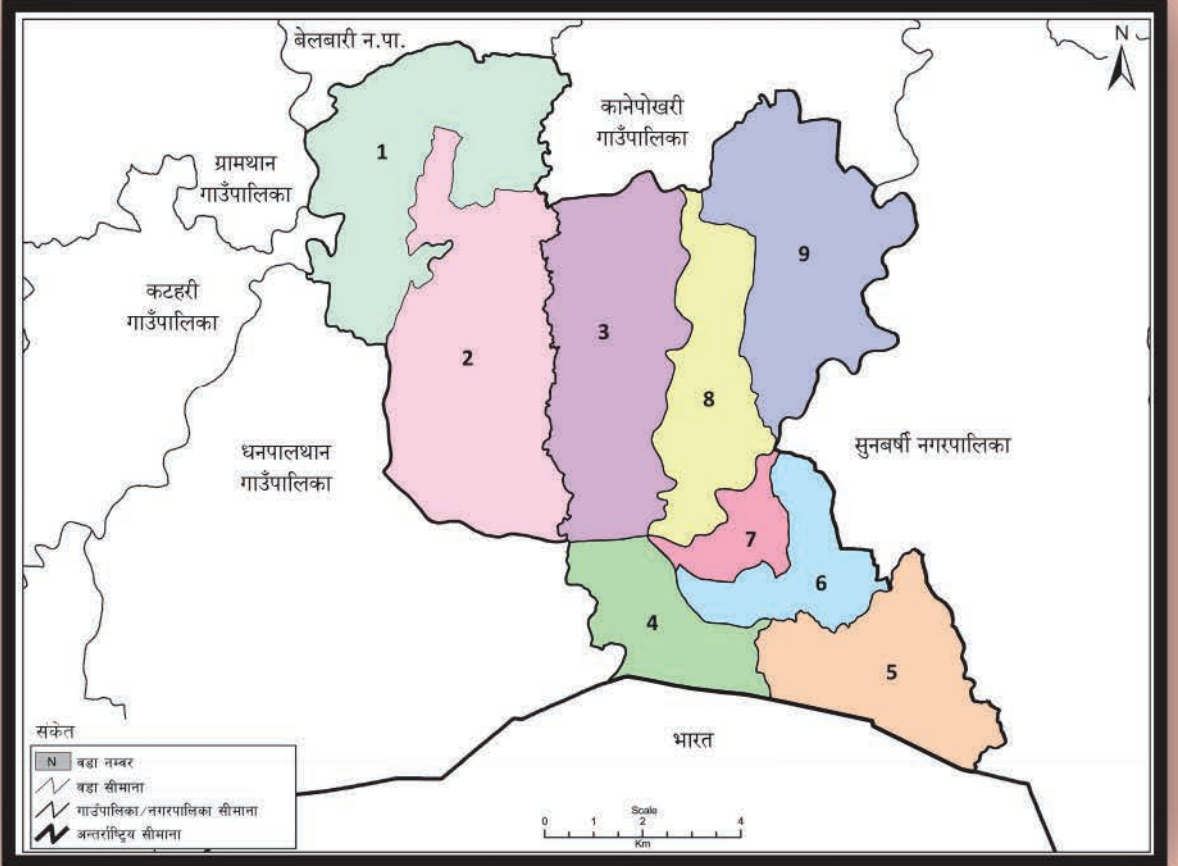 बेलबारी न.पा.
N
कानेपोखरी
गाउँपालिका
ग्रामथान
गाउँपालिका
1
9
कटहरी
गाउँपालिका
3
2
8
धनपालथान
गाउँपालिका
सुनबर्षी नगरपालिका
7
6
4
5
भारत
संकेत
N वडा नम्बर
वडा सीमाना
गाउँपालिका/नगरपालिका सीमाना
अन्तर्राष्ट्रिय सीमाना
Scale
0 1 2 4
Km